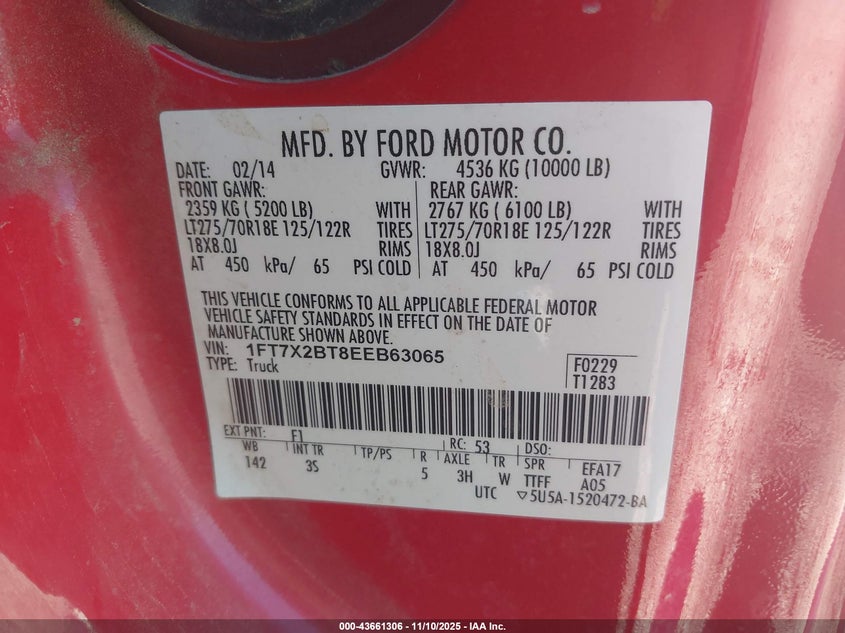 MFD. BY FORD MOTOR CO.
DATE: 02/14 GVWR: 4536 KG (10000 LB)
FRONT GAWR: REAR GAWR:
2359 KG ( 5200 LB) WITH 2767 KG ( 6100 LB) WITH
LT275/70R18E 125/122R TIRES LT275/70R18E 125/122R TIRES
18X8.0J RIMS 18X8.0J RIMS
AT 450 kPa/ 65 PSI COLD AT 450 kPa/ 65 PSI COLD
THIS VEHICLE CONFORMS TO ALL APPLICABLE FEDERAL MOTOR
VEHICLE SAFETY STANDARDS IN EFFECT ON THE DATE OF
MANUFACTURE SHOWN ABOVE.
VIN: 1FT7X2BT8EEB63065 F0229
TYPE: Truck T1283
EXT PNT: F1 RC: 53 DSO:
WB INT TR TP/PS R AXLE TR SPR EFA17
142 3S 5 3H W TTFF A05
UTC ▽5U5A-1520472-BA
000-43661306 - 11/10/2025 - IAA Inc.